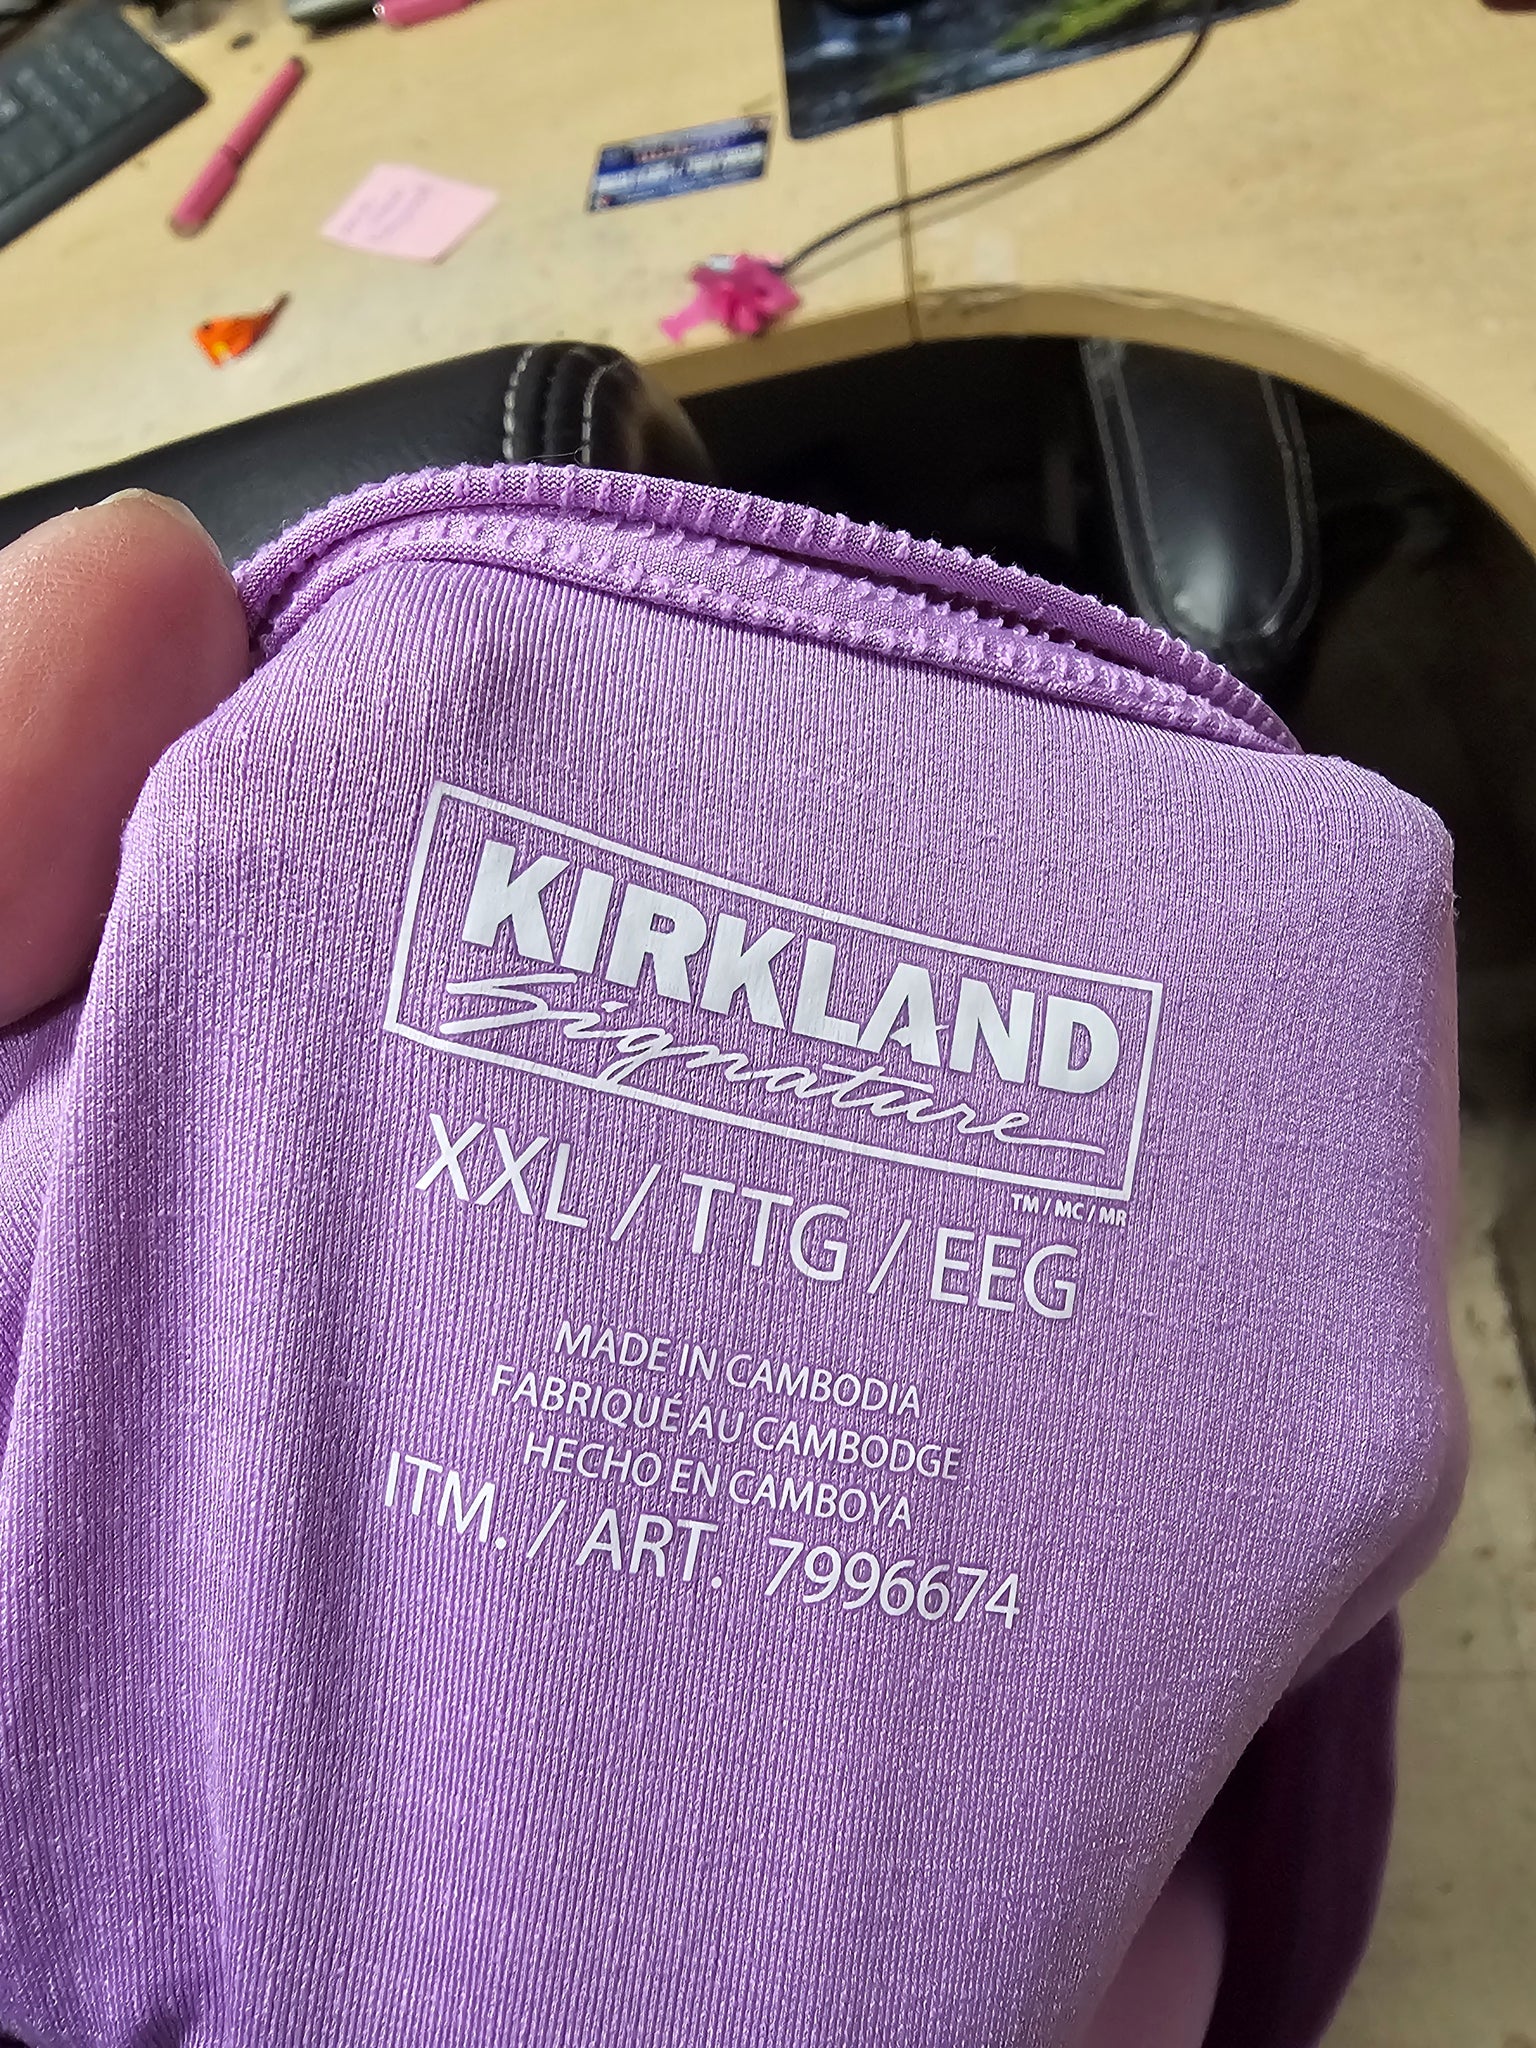 KIRKLAND
Signature
TM / MC / MR
XXL / TTG / EEG
MADE IN CAMBODIA
FABRIQUÉ AU CAMBODGE
HECHO EN CAMBOYA
ITM. / ART. 7996674